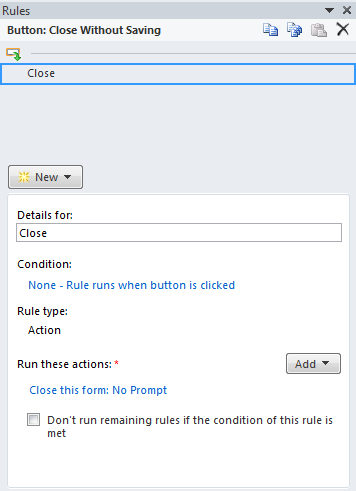 Rules
Button: Close Without Saving
Close
New
Details for:
Close
Condition:
None - Rule runs when button is clicked
Rule type:
Action
Run these actions: *
Add
Close this form: No Prompt
Don't run remaining rules if the condition of this rule is
met